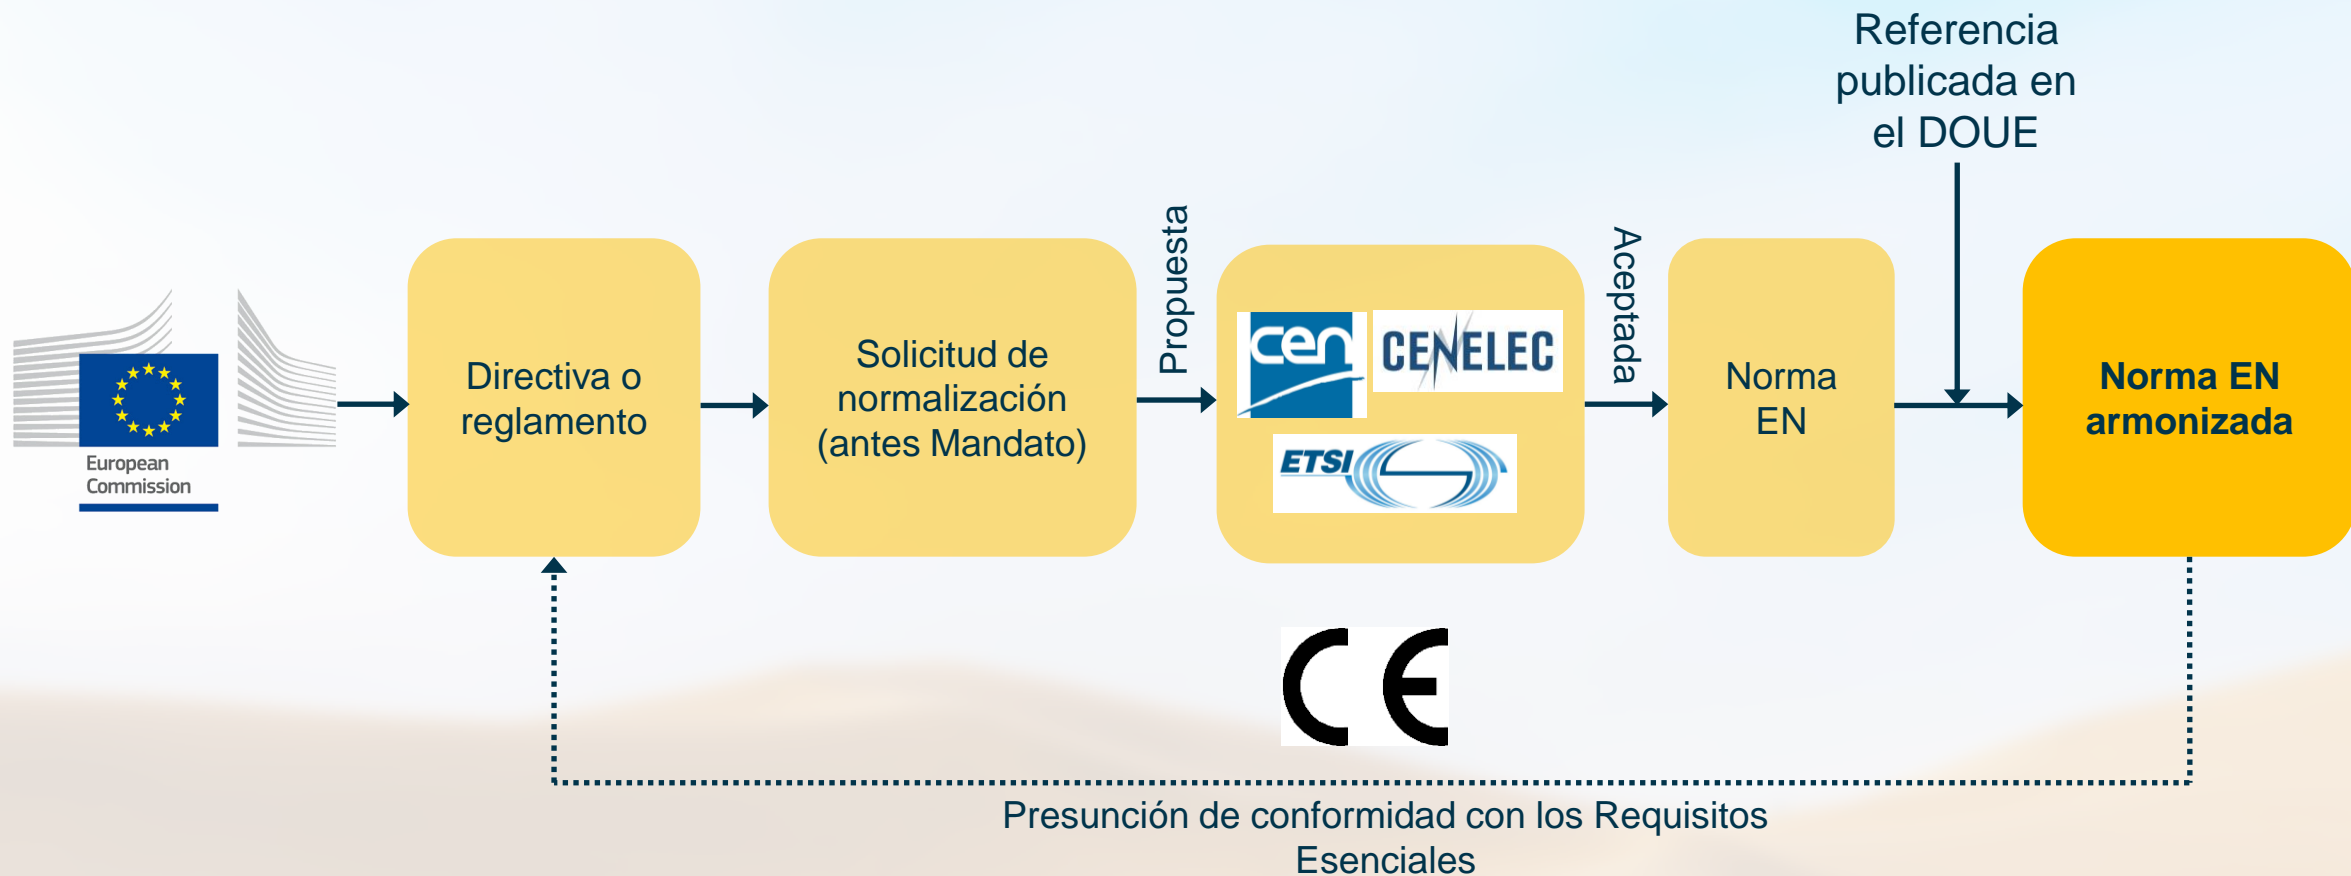 Referencia
publicada en
el DOUE
European
Commission
Directiva o
reglamento
Solicitud de
normalización
(antes Mandato)
Propuesta
cen
CENELEC
ETSI
Aceptada
Norma
EN
Norma EN
armonizada
CE
Presunción de conformidad con los Requisitos
Esenciales